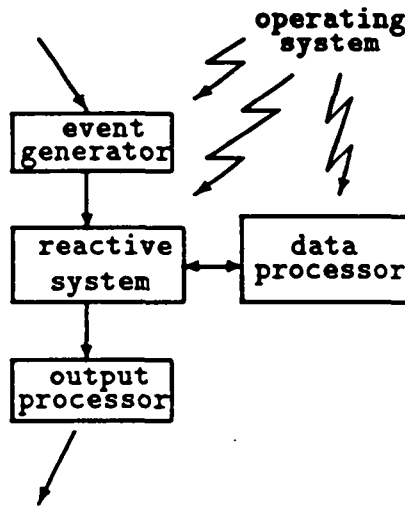 operating
system
event
generator
reactive
system
data
processor
output
processor